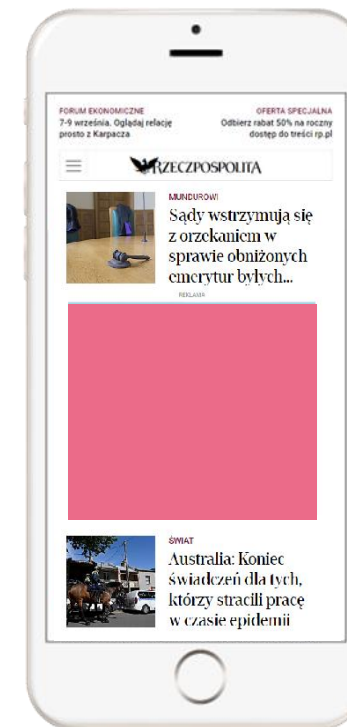 FORUM EKONOMICZNE
7-9 września. Oglądaj relację
prosto z Karpacza
OFERTA SPECJALNA
Odbierz rabat 50% na roczny
dostęp do treści rp.pl
RZECZPOSPOLITA
MUNDUROWI
Sądy wstrzymują się
z orzekaniem w
sprawie obniżonych
emerytur byłych...
REKLAMA
ŚWIAT
Australia: Koniec
świadczeń dla tych,
którzy stracili pracę
w czasie epidemii